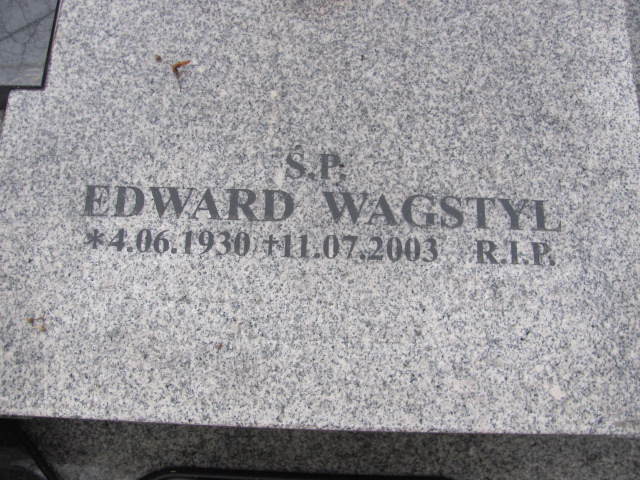 Ś.P.
EDWARD WAGSTYL
*4.06.1930 †11.07.2003 R.I.P.